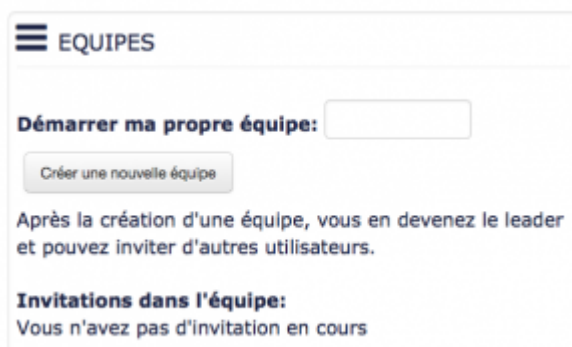 EQUIPES
Démarrer ma propre équipe:
Créer une nouvelle équipe
Après la création d'une équipe, vous en devenez le leader
et pouvez inviter d'autres utilisateurs.
Invitations dans l'équipe:
Vous n'avez pas d'invitation en cours